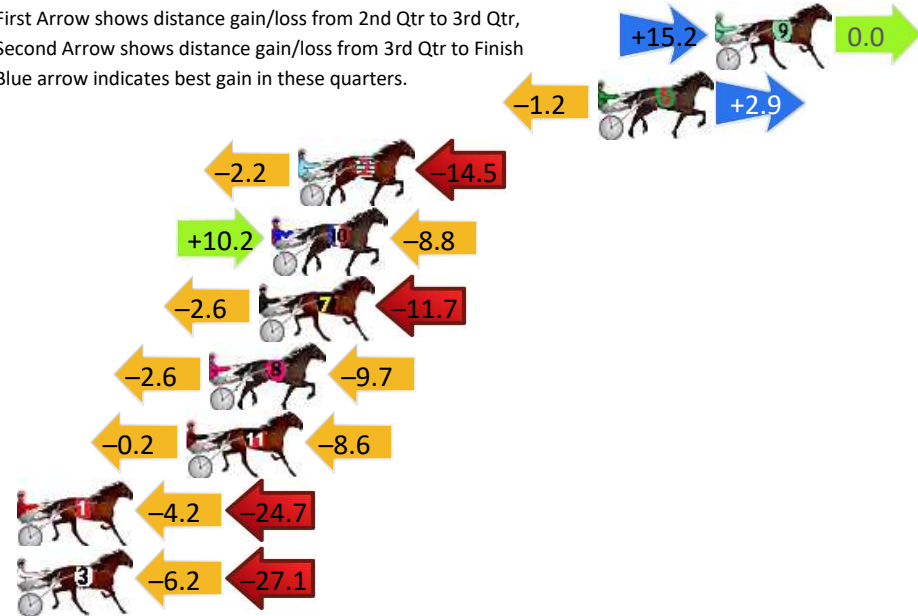 First Arrow shows distance gain/loss from 2nd Qtr to 3rd Qtr,
Second Arrow shows distance gain/loss from 3rd Qtr to Finish
Blue arrow indicates best gain in these quarters.
+15.2 9 0.0
−1.2 +2.9
−2.2 2 −14.5
+10.2 10 −8.8
−2.6 7 −11.7
−2.6 8 −9.7
−0.2 11 −8.6
1 −4.2 −24.7
3 −6.2 −27.1